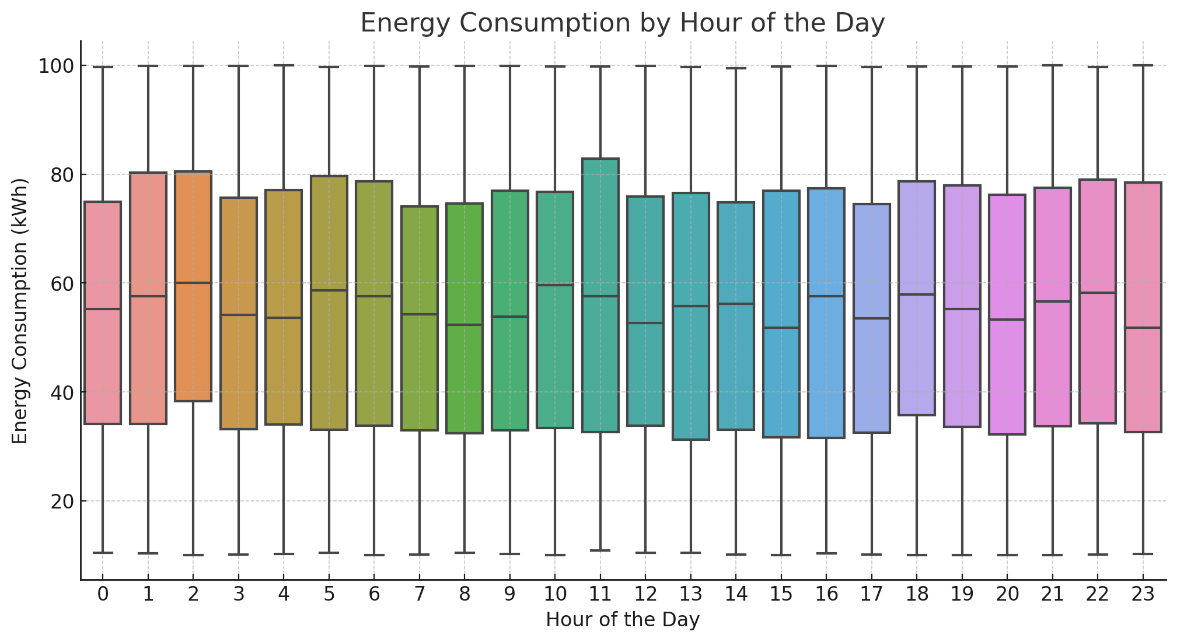 Energy Consumption by Hour of the Day
Energy Consumption (kWh)
100
80
60
40
20
0 1 2 3 4 5 6 7 8 9 10 11 12 13 14 15 16 17 18 19 20 21 22 23
Hour of the Day